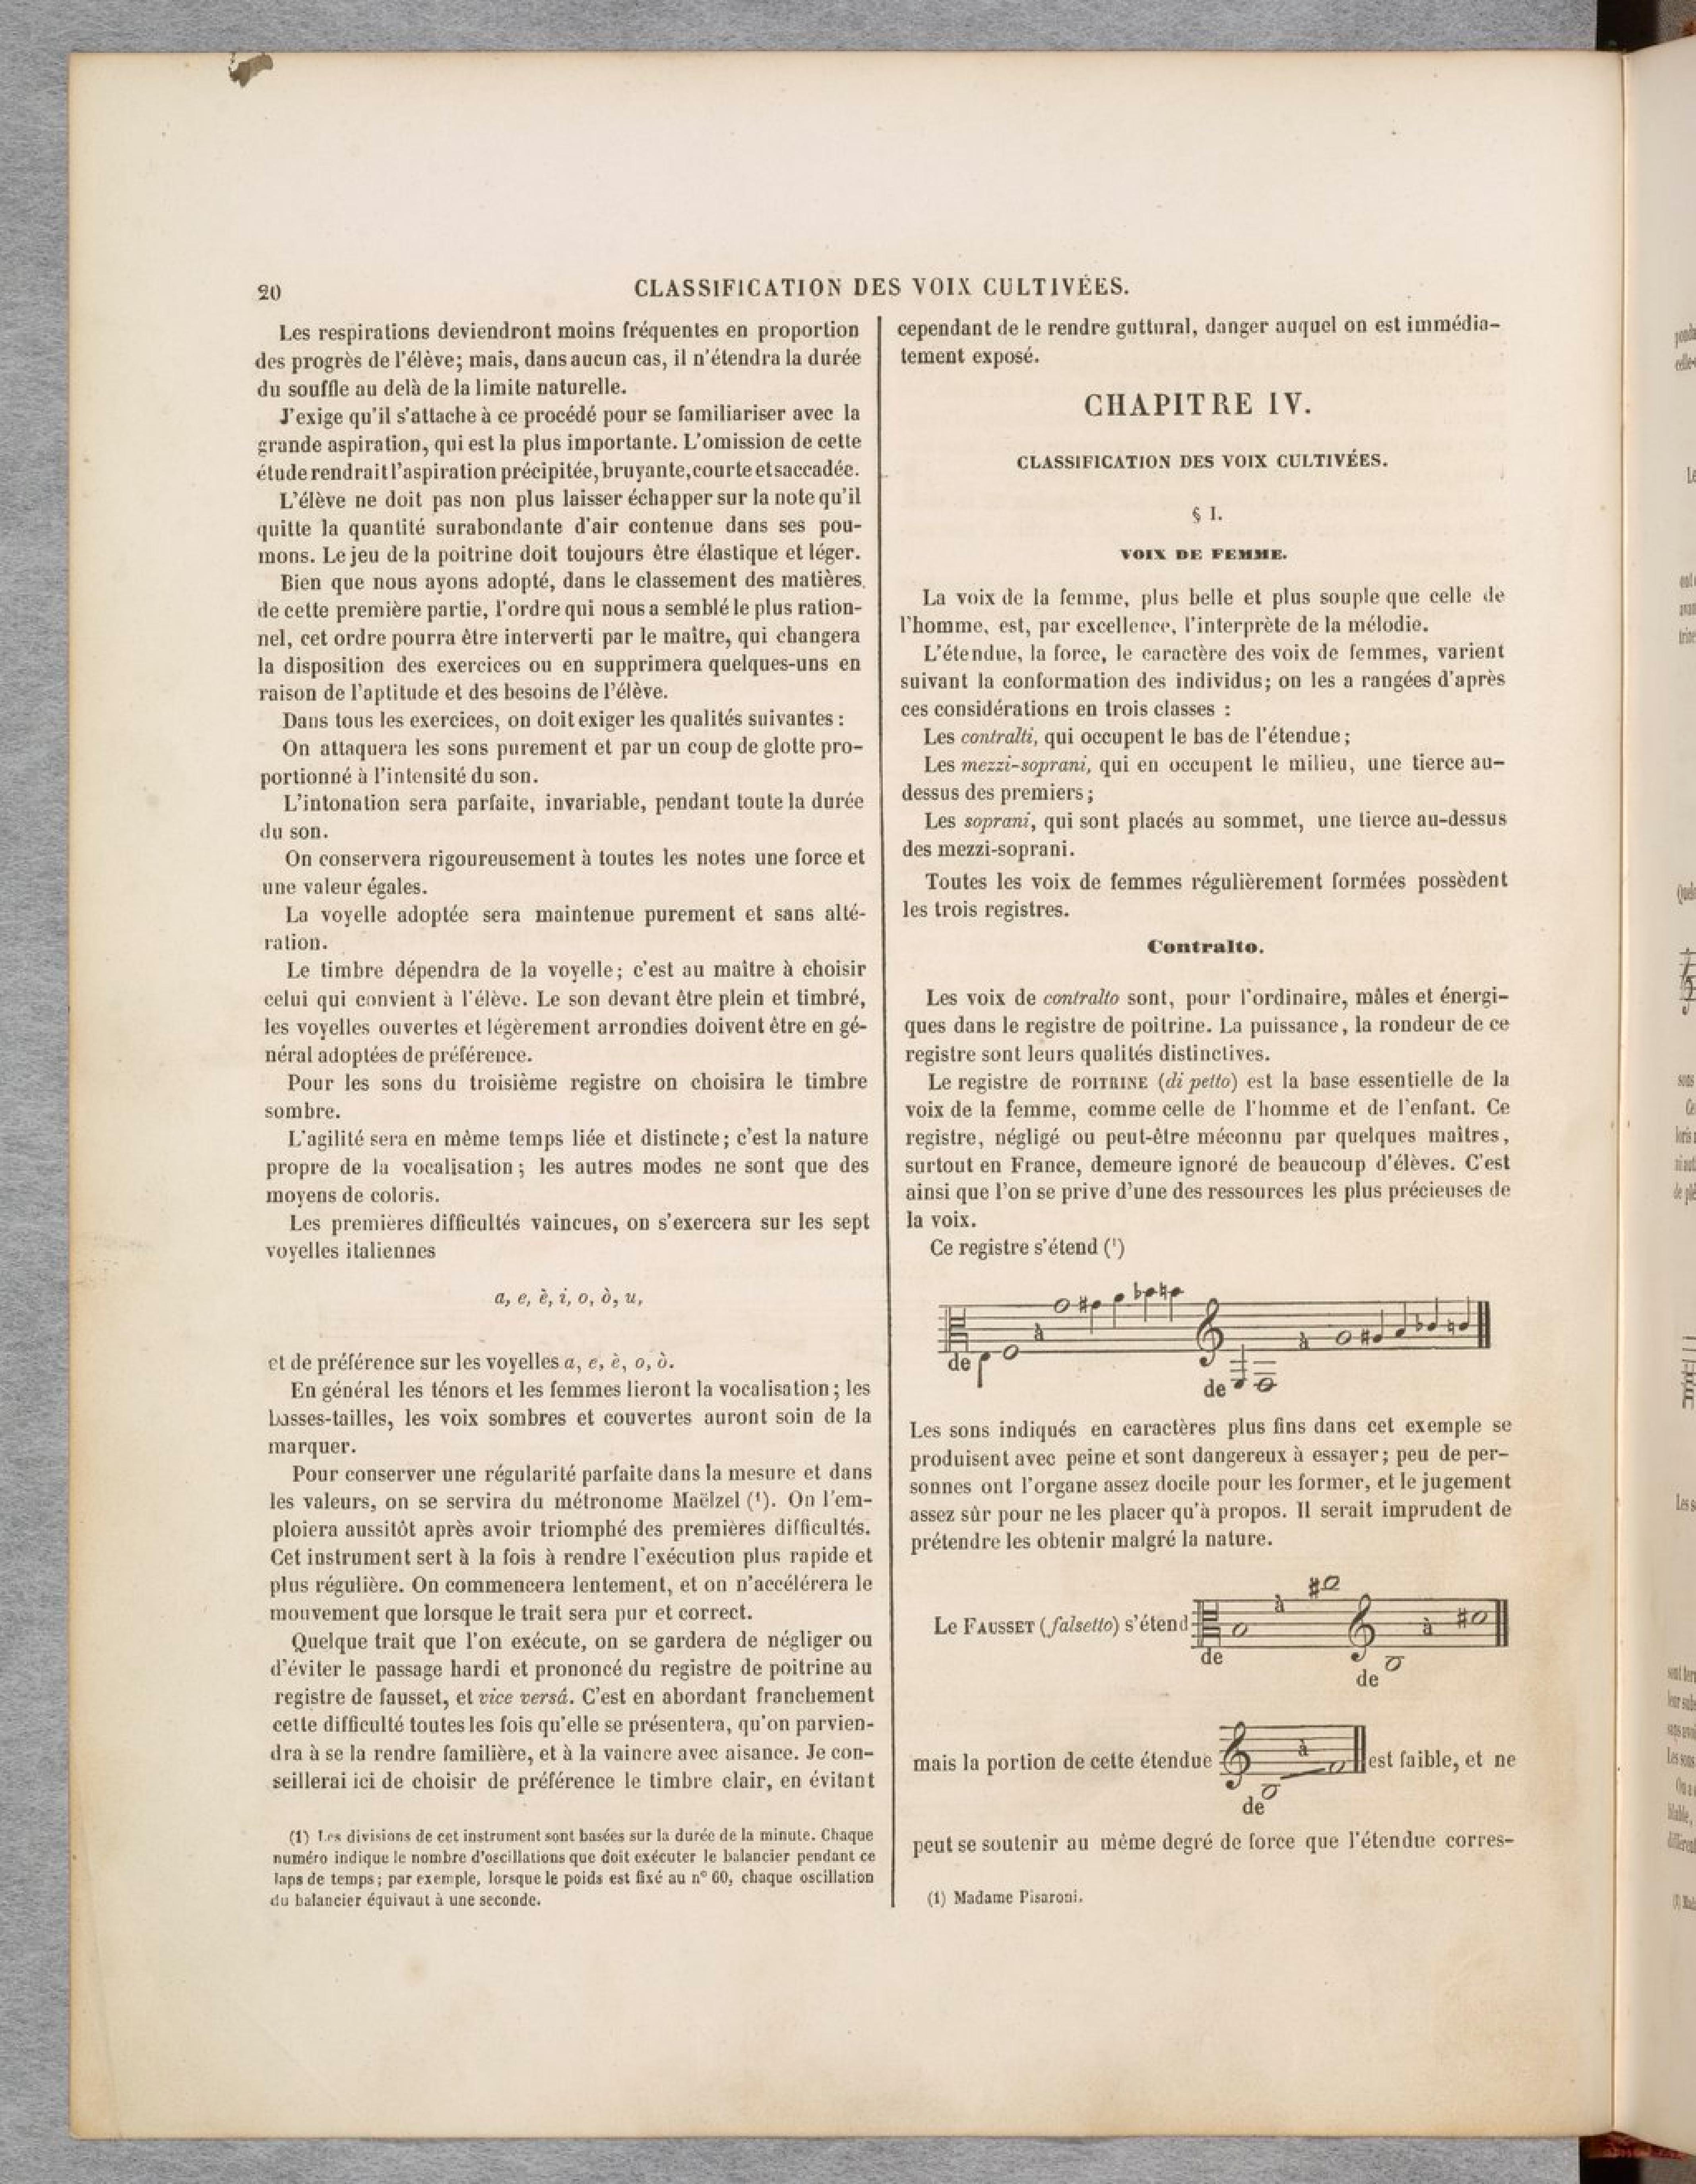 20
CLASSIFICATION DES VOIX CULTIVÉES.
Les respirations deviendront moins fréquentes en proportion
des progrès de l'élève; mais, dans aucun cas, il n'étendra la durée
du souffle au delà de la limite naturelle.
J'exige qu'il s'attache à ce procédé pour se familiariser avec la
grande aspiration, qui est la plus importante. L'omission de cette
étude rendrait l'aspiration précipitée, bruyante, courte et saccadée.
L'élève ne doit pas non plus laisser échapper sur la note qu'il
quitte la quantité surabondante d'air contenue dans ses pou-
mons. Le jeu de la poitrine doit toujours être élastique et léger.
Bien que nous ayons adopté, dans le classement des matières
de cette première partie, l'ordre qui nous a semblé le plus ration-
nel, cet ordre pourra être interverti par le maître, qui changera
la disposition des exercices ou en supprimera quelques-uns en
raison de l'aptitude et des besoins de l'élève.
Dans tous les exercices, on doit exiger les qualités suivantes :
On attaquera les sons purement et par un coup de glotte pro-
portionné à l'intensité du son.
L'intonation sera parfaite, invariable, pendant toute la durée
du son.
On conservera rigoureusement à toutes les notes une force et
une valeur égales.
La voyelle adoptée sera maintenue purement et sans alté-
ration.
Le timbre dépendra de la voyelle; c'est au maître à choisir
celui qui convient à l'élève. Le son devant être plein et timbré,
les voyelles ouvertes et légèrement arrondies doivent être en gé-
néral adoptées de préférence.
Pour les sons du troisième registre on choisira le timbre
sombre.
L'agilité sera en même temps liée et distincte; c'est la nature
propre de la vocalisation; les autres modes ne sont que des
moyens de coloris.
Les premières difficultés vaincues, on s'exercera sur les sept
voyelles italiennes
a, e, è, i, o, ò, u,
et de préférence sur les voyelles a, e, è, o, ò.
En général les ténors et les femmes lieront la vocalisation; les
basses-tailles, les voix sombres et couvertes auront soin de la
marquer.
Pour conserver une régularité parfaite dans la mesure et dans
les valeurs, on se servira du métronome Maëlzel (1). On l'em-
ploiera aussitôt après avoir triomphé des premières difficultés.
Cet instrument sert à la fois à rendre l'exécution plus rapide et
plus régulière. On commencera lentement, et on n'accélérera le
mouvement que lorsque le trait sera pur et correct.
Quelque trait que l'on exécute, on se gardera de négliger ou
d'éviter le passage hardi et prononcé du registre de poitrine au
registre de fausset, et vice versâ. C'est en abordant franchement
cette difficulté toutes les fois qu'elle se présentera, qu'on parvien-
dra à se la rendre familière, et à la vaincre avec aisance. Je con-
seillerai ici de choisir de préférence le timbre clair, en évitant
(1) Les divisions de cet instrument sont basées sur la durée de la minute. Chaque
numéro indique le nombre d'oscillations que doit exécuter le balancier pendant ce
laps de temps; par exemple, lorsque le poids est fixé au n° 60, chaque oscillation
du balancier équivaut à une seconde.
cependant de le rendre guttural, danger auquel on est immédia-
tement exposé.
CHAPITRE IV.
CLASSIFICATION DES VOIX CULTIVÉES.
§ I.
VOIX DE FEMME.
La voix de la femme, plus belle et plus souple que celle de
l'homme, est, par excellence, l'interprète de la mélodie.
L'étendue, la force, le caractère des voix de femmes, varient
suivant la conformation des individus; on les a rangées d'après
ces considérations en trois classes :
Les contralti, qui occupent le bas de l'étendue;
Les mezzi-soprani, qui en occupent le milieu, une tierce au-
dessus des premiers;
Les soprani, qui sont placés au sommet, une tierce au-dessus
des mezzi-soprani.
Toutes les voix de femmes régulièrement formées possèdent
les trois registres.
Contralto.
Les voix de contralto sont, pour l'ordinaire, mâles et énergi-
ques dans le registre de poitrine. La puissance, la rondeur de ce
registre sont leurs qualités distinctives.
Le registre de POITRINE (di petto) est la base essentielle de la
voix de la femme, comme celle de l'homme et de l'enfant. Ce
registre, négligé ou peut-être méconnu par quelques maîtres,
surtout en France, demeure ignoré de beaucoup d'élèves. C'est
ainsi que l'on se prive d'une des ressources les plus précieuses de
la voix.
Ce registre s'étend (1)
de à de à
Les sons indiqués en caractères plus fins dans cet exemple se
produisent avec peine et sont dangereux à essayer; peu de per-
sonnes ont l'organe assez docile pour les former, et le jugement
assez sûr pour ne les placer qu'à propos. Il serait imprudent de
prétendre les obtenir malgré la nature.
Le FAUSSET (falsetto) s'étend de à de à
mais la portion de cette étendue de à est faible, et ne
peut se soutenir au même degré de force que l'étendue corres-
(1) Madame Pisaroni.